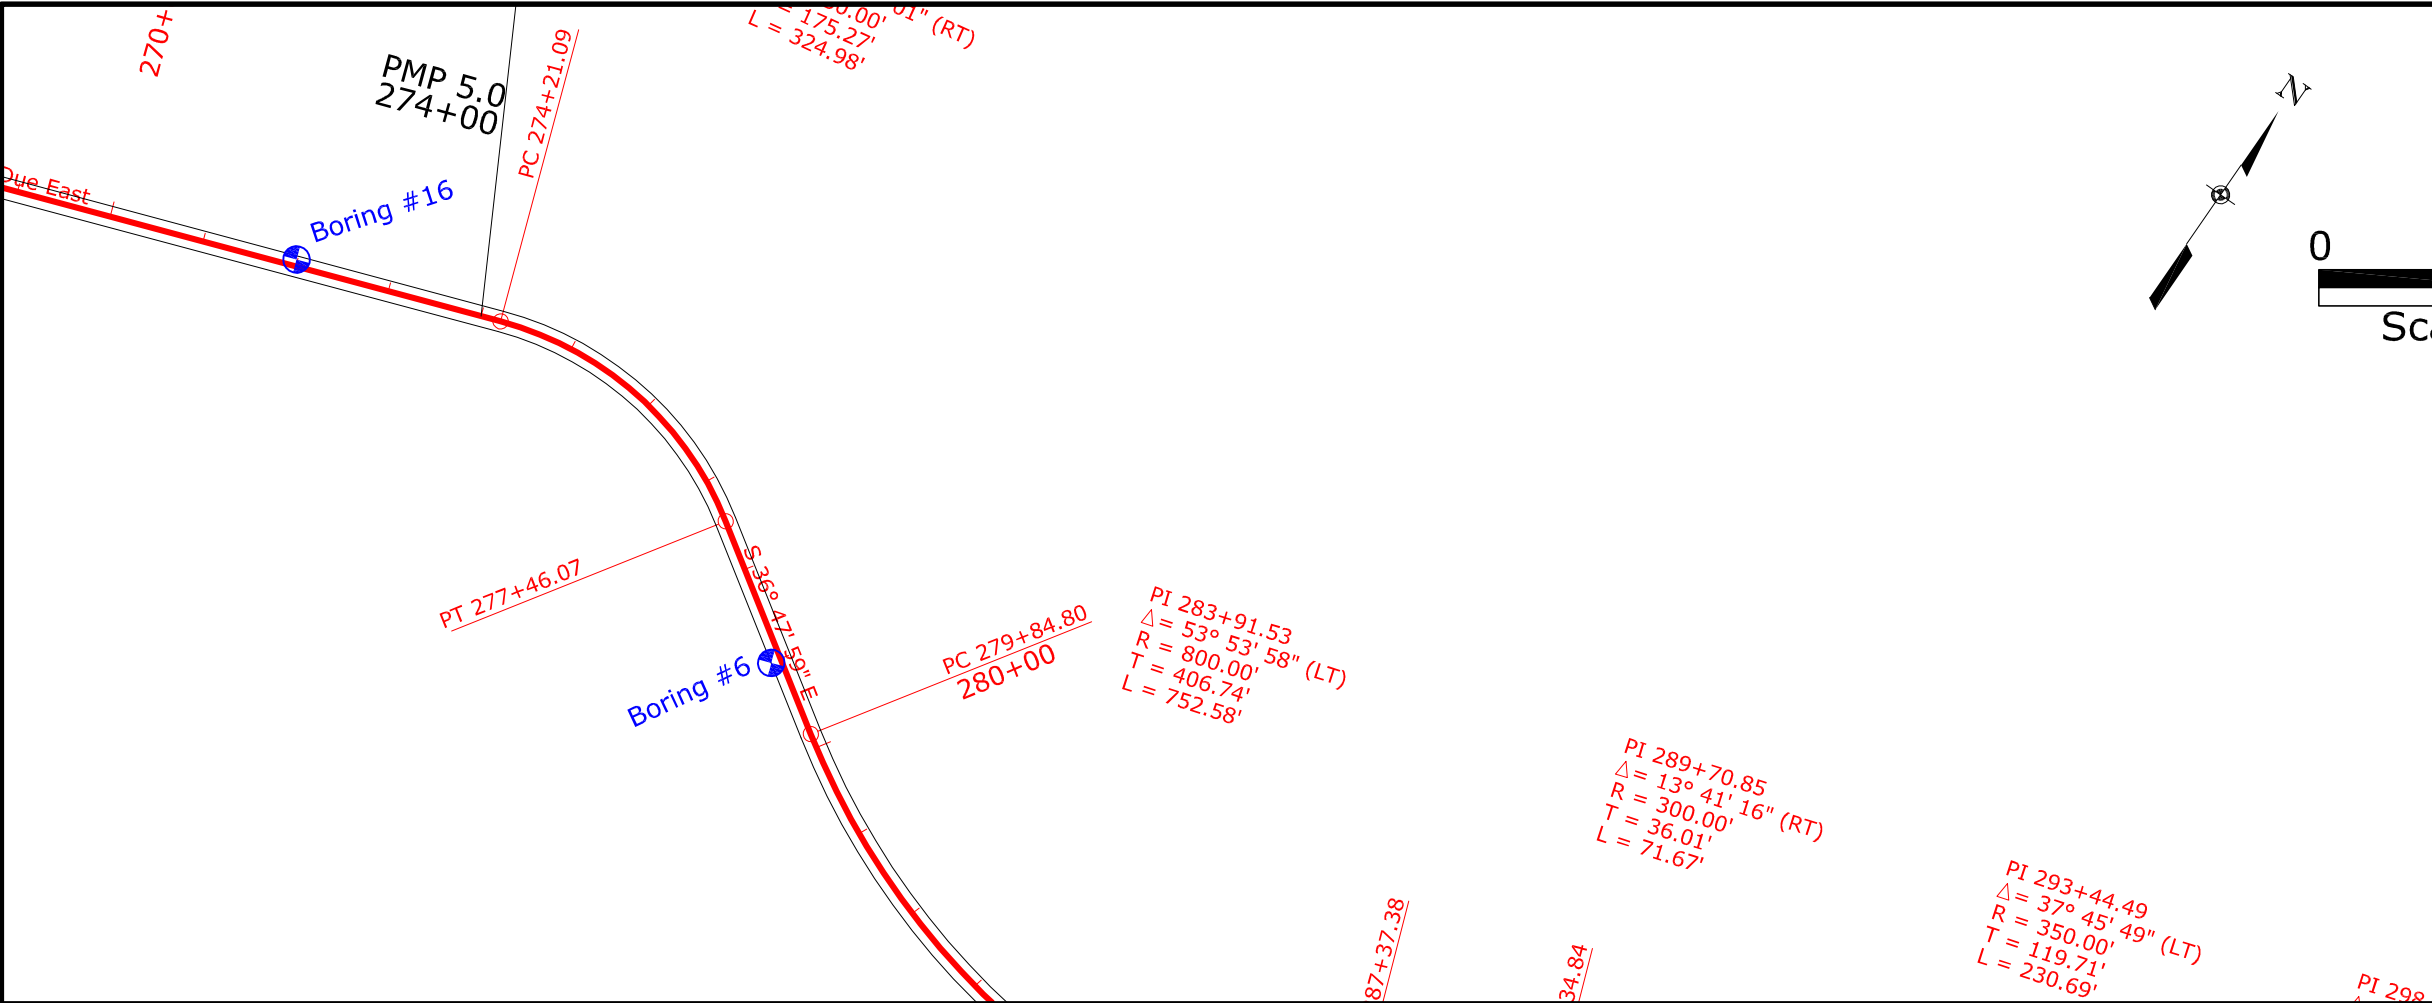 270+
PMP 5.0
274+00
PC 274+21.09
(RT)
= 175.27'
L = 324.98'
N
0
Due East
Boring #16
PT 277+46.07
S 36° 47' 59" E
Boring #6
PC 279+84.80
280+00
PI 283+91.53
△= 53° 53' 58" (LT)
R = 800.00'
T = 406.74'
L = 752.58'
PI 289+70.85
△= 13° 41' 16" (RT)
R = 300.00'
T = 36.01'
L = 71.67'
PI 293+44.49
△= 37° 45' 49" (LT)
R = 350.00'
T = 119.71'
L = 230.69'
87+37.38
34.84
PI 298